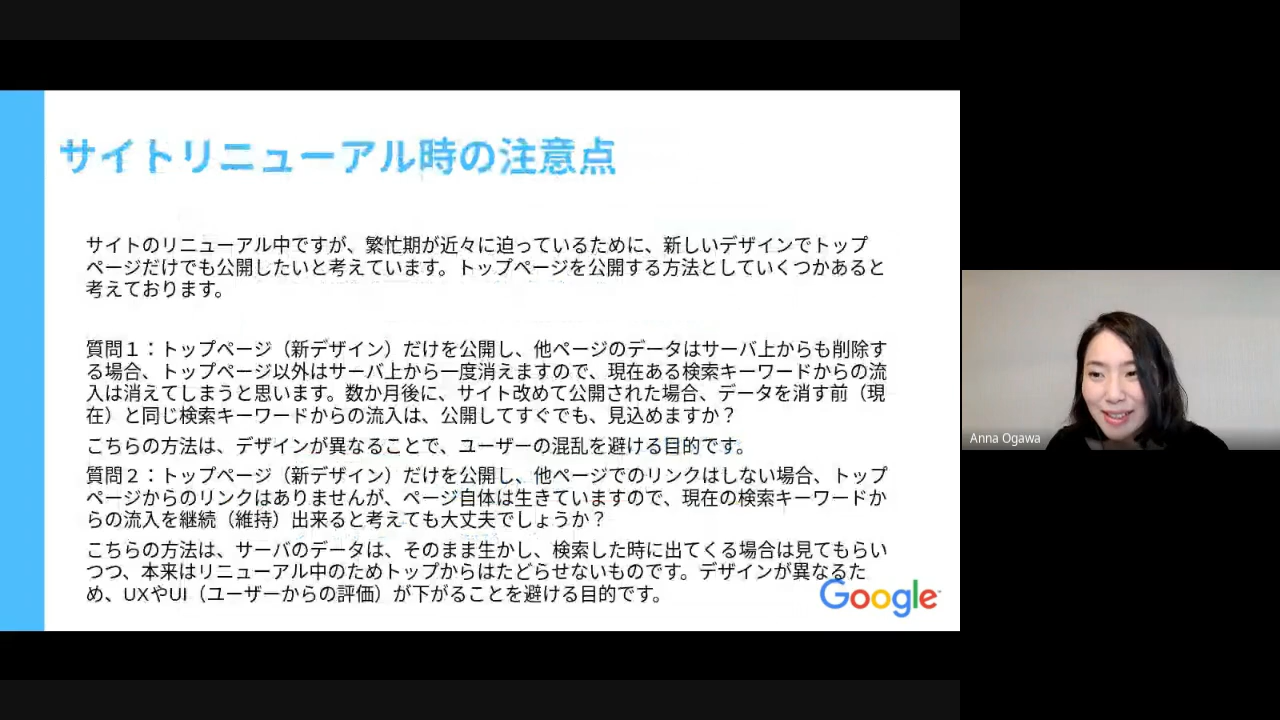 サイトリニューアル時の注意点
サイトのリニューアル中ですが、繁忙期が近々に迫っているために、新しいデザインでトップ
ページだけでも公開したいと考えています。トップページを公開する方法としていくつかあると
考えております。
質問１：トップページ（新デザイン）だけを公開し、他ページのデータはサーバ上からも削除す
る場合、トップページ以外はサーバ上から一度消えますので、現在ある検索キーワードからの流
入は消えてしまうと思います。数か月後に、サイト改めて公開された場合、データを消す前（現
在）と同じ検索キーワードからの流入は、公開してすぐでも、見込めますか？
こちらの方法は、デザインが異なることで、ユーザーの混乱を避ける目的です。
質問２：トップページ（新デザイン）だけを公開し、他ページでのリンクはしない場合、トップ
ページからのリンクはありませんが、ページ自体は生きていますので、現在の検索キーワードか
らの流入を継続（維持）出来ると考えても大丈夫でしょうか？
こちらの方法は、サーバのデータは、そのまま生かし、検索した時に出てくる場合は見てもらい
つつ、本来はリニューアル中のためトップからはたどらせないものです。デザインが異なるた
め、UXやUI（ユーザーからの評価）が下がることを避ける目的です。
Google
Anna Ogawa